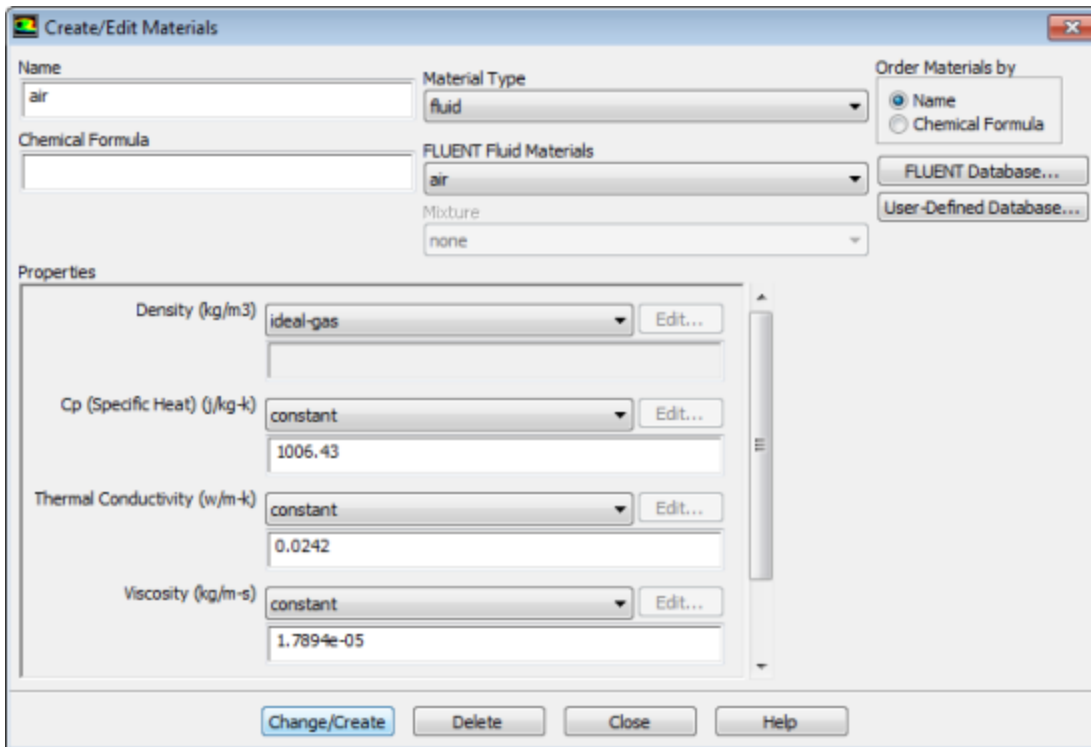 Create/Edit Materials
Name
air
Chemical Formula
Material Type
fluid
FLUENT Fluid Materials
air
Mixture
none
Order Materials by
Name
Chemical Formula
FLUENT Database...
User-Defined Database...
Properties
Density (kg/m3)
ideal-gas
Edit...
Cp (Specific Heat) (j/kg-k)
constant
Edit...
1006.43
Thermal Conductivity (w/m-k)
constant
Edit...
0.0242
Viscosity (kg/m-s)
constant
Edit...
1.7894e-05
Change/Create
Delete
Close
Help